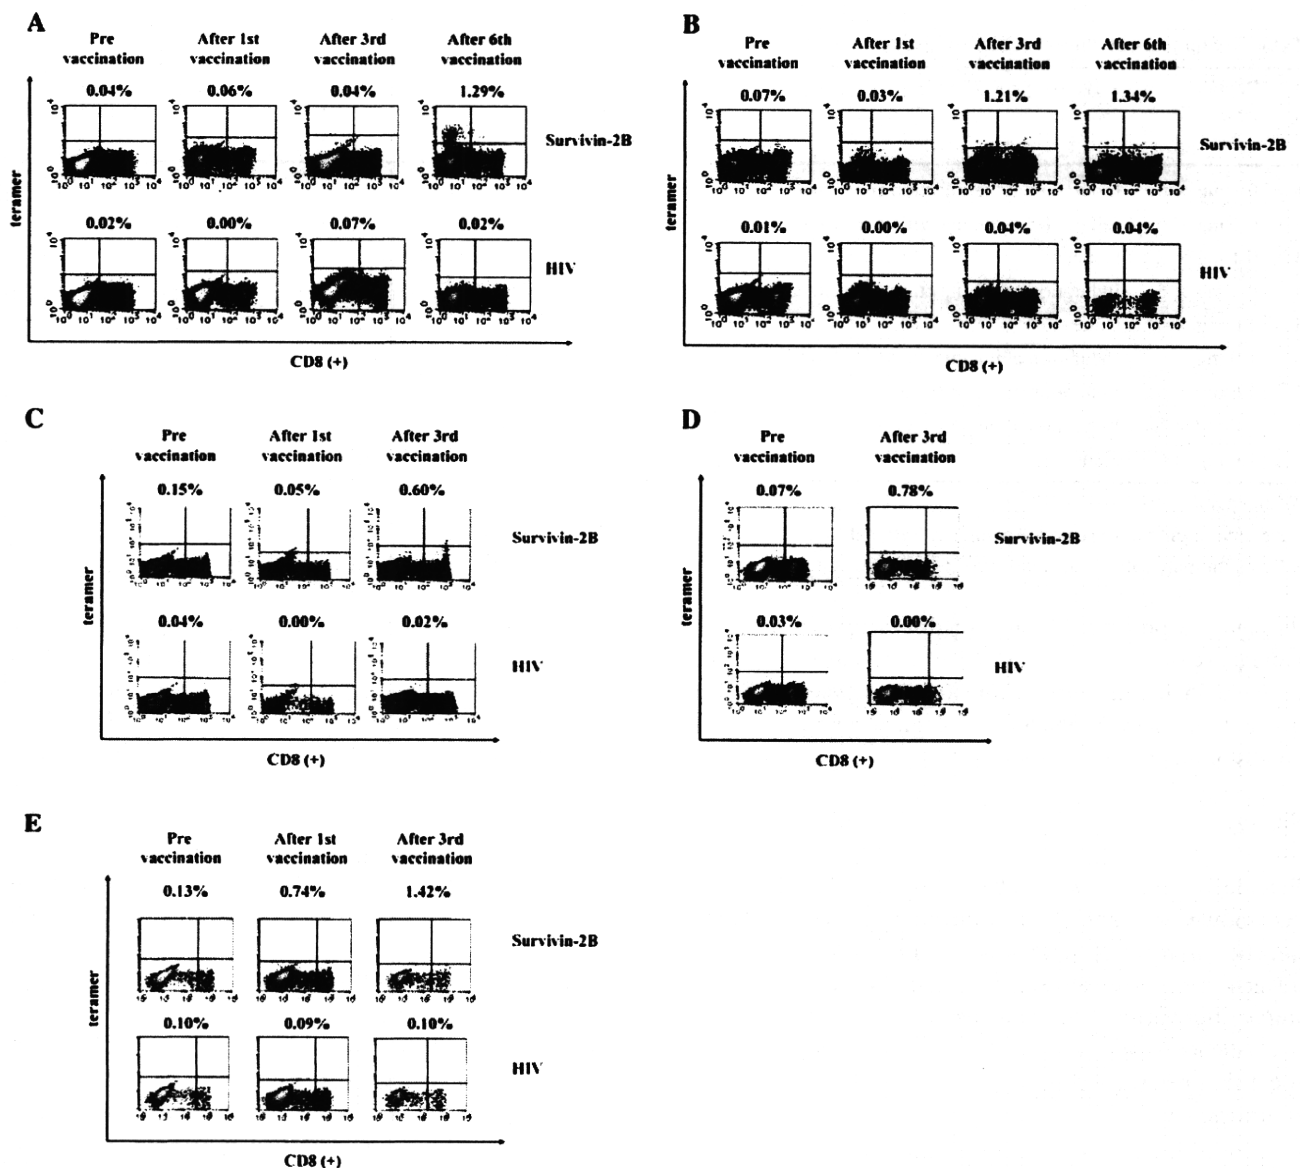 A
Pre vaccination
After 1st vaccination
After 3rd vaccination
After 6th vaccination
0.04%
0.06%
0.04%
1.29%
Survivin-2B
0.02%
0.00%
0.07%
0.02%
HIV
teramer
CD8 (+)
B
Pre vaccination
After 1st vaccination
After 3rd vaccination
After 6th vaccination
0.07%
0.03%
1.21%
1.34%
Survivin-2B
0.01%
0.00%
0.04%
0.04%
HIV
teramer
CD8 (+)
C
Pre vaccination
After 1st vaccination
After 3rd vaccination
0.15%
0.05%
0.60%
Survivin-2B
0.04%
0.00%
0.02%
HIV
teramer
CD8 (+)
D
Pre vaccination
After 3rd vaccination
0.07%
0.78%
Survivin-2B
0.03%
0.00%
HIV
teramer
CD8 (+)
E
Pre vaccination
After 1st vaccination
After 3rd vaccination
0.13%
0.74%
1.42%
Survivin-2B
0.10%
0.09%
0.10%
HIV
teramer
CD8 (+)